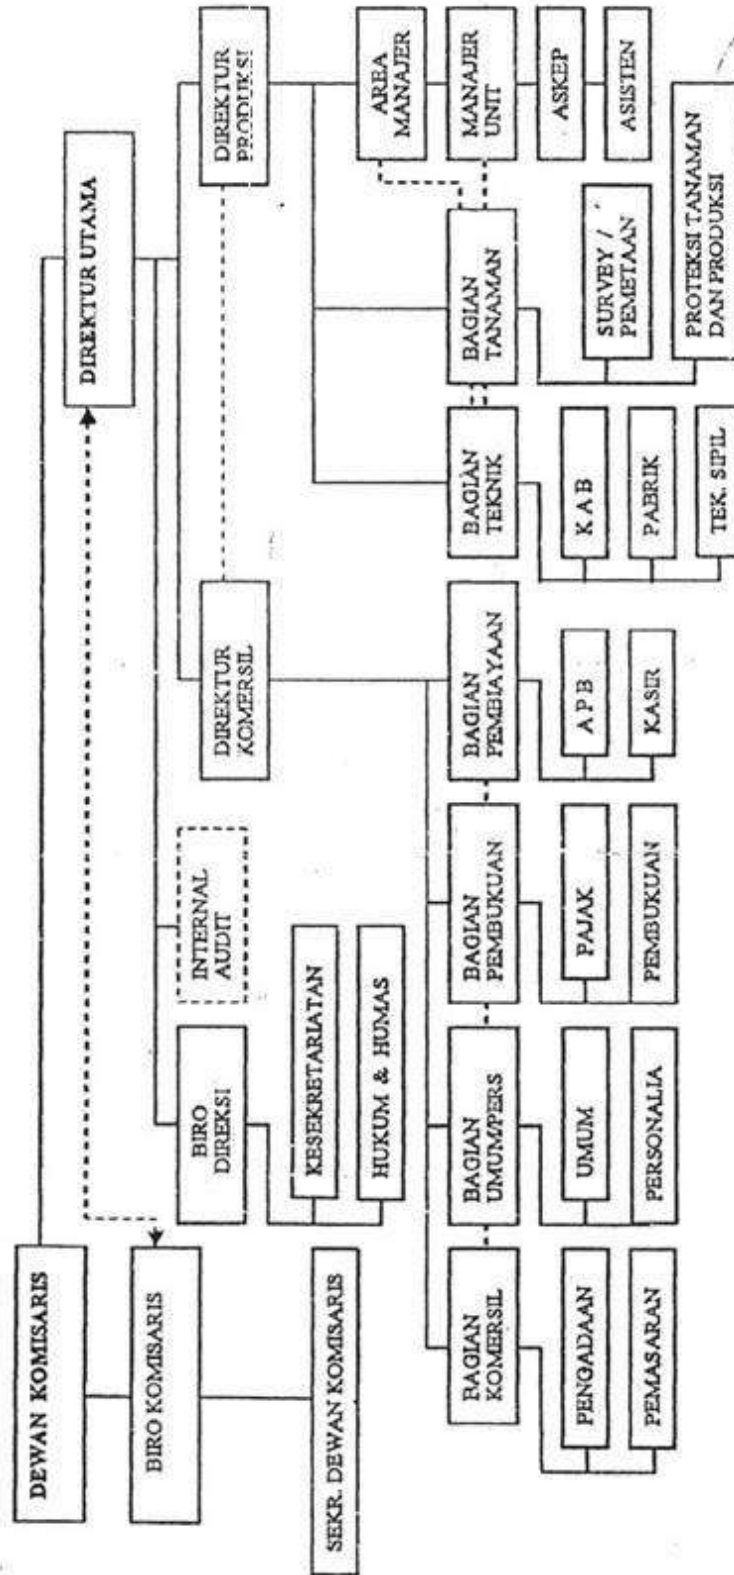 DEWAN KOMISARIS
DIREKTUR UTAMA
BIRO KOMISARIS
BIRO
DIREKSI
INTERNAL
AUDIT
DIREKTUR
KOMERSIL
DIREKTUR
PRODUKSI
SEKR. DEWAN KOMISARIS
KESEKRETARIATAN
HUKUM & HUMAS
AREA
MANAJER
BAGIAN
KOMERSIL
BAGIAN
UMUM/PERS
BAGIAN
PEMBUKUAN
BAGIAN
PEMBIAYAAN
BAGIAN
TEKNIK
BAGIAN
TANAMAN
MANAJER
UNIT
PENGADAAN
UMUM
PAJAK
A P B
K A B
SURVEY /
PEMETAAN
ASKEP
PEMASARAN
PERSONALIA
PEMBUKUAN
KASIR
PABRIK
ASISTEN
TEK. SIPIL
PROTEKSI TANAMAN
DAN PRODUKSI